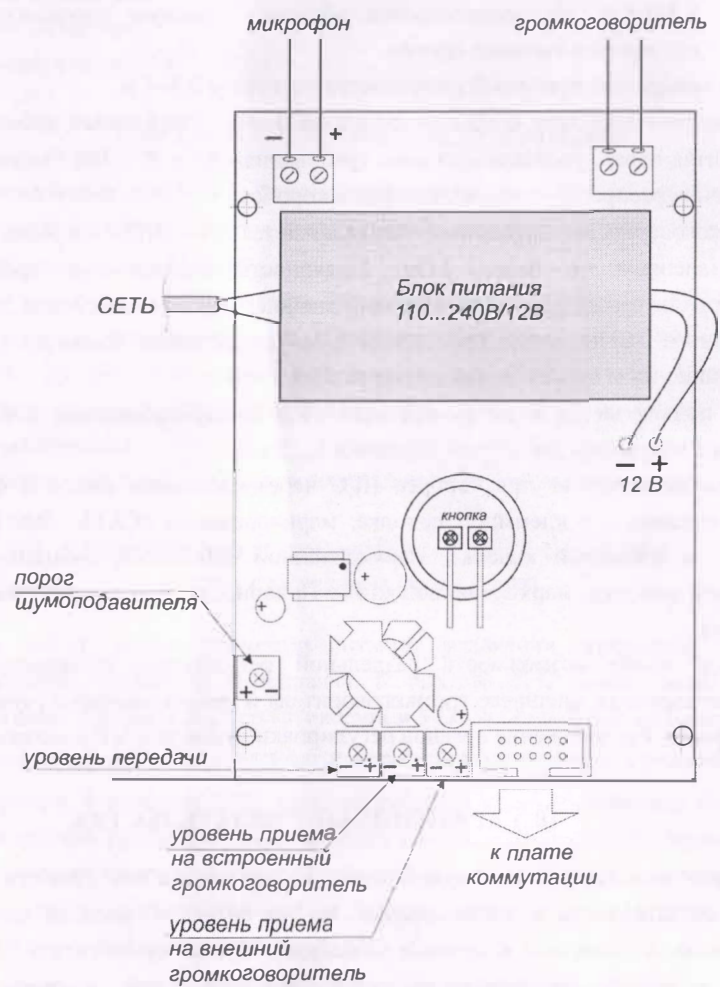 микрофон
громкоговоритель
– +
Блок питания
110...240В/12В
СЕТЬ
– +
12 В
кнопка
порог
шумоподавителя
+
+
+ –
+
уровень передачи
– + – + – +
уровень приема
на встроенный
громкоговоритель
к плате
коммутации
уровень приема
на внешний
громкоговоритель